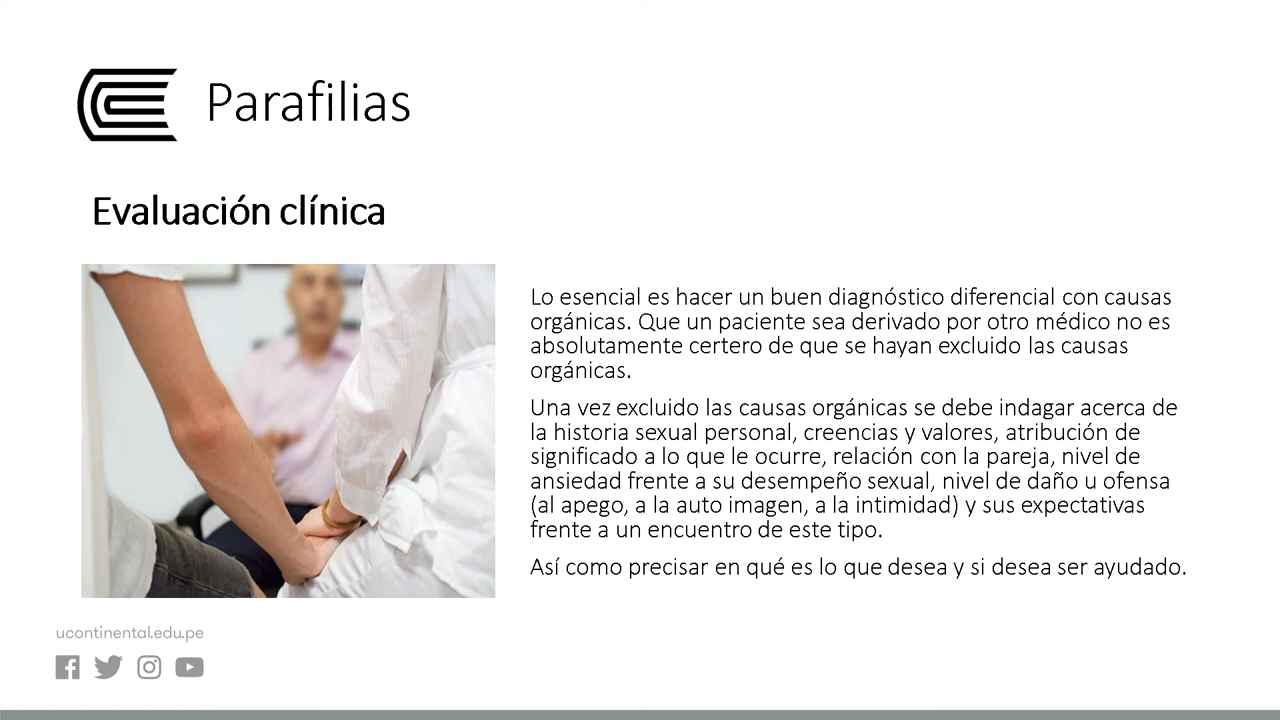 Parafilias
Evaluación clínica
Lo esencial es hacer un buen diagnóstico diferencial con causas
orgánicas. Que un paciente sea derivado por otro médico no es
absolutamente certero de que se hayan excluido las causas
orgánicas.
Una vez excluido las causas orgánicas se debe indagar acerca de
la historia sexual personal, creencias y valores, atribución de
significado a lo que le ocurre, relación con la pareja, nivel de
ansiedad frente a su desempeño sexual, nivel de daño u ofensa
(al apego, a la auto imagen, a la intimidad) y sus expectativas
frente a un encuentro de este tipo.
Así como precisar en qué es lo que desea y si desea ser ayudado.
ucontinental.edu.pe